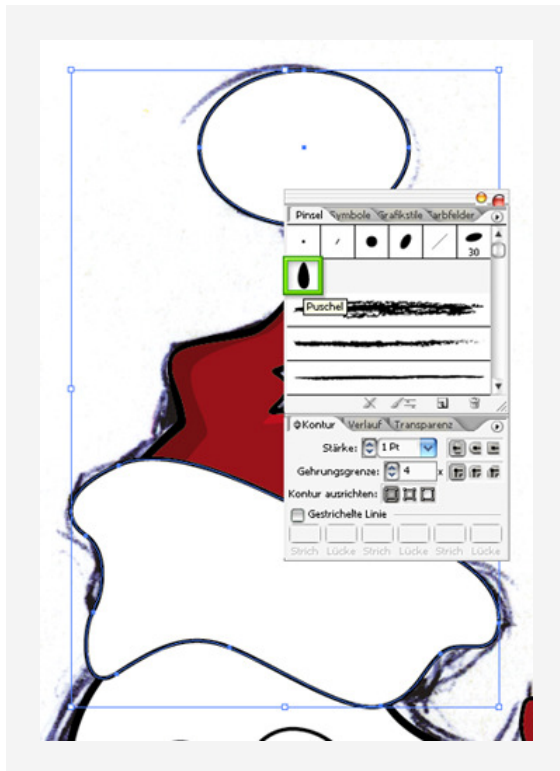 Pinsel Symbole Grafikstile Farbfelder
30
Puschel
Kontur Verlauf Transparenz
Stärke: 1 Pt
Gehrungsgrenze: 4 x
Kontur ausrichten:
Gestrichelte Linie
Strich Lücke Strich Lücke Strich Lücke